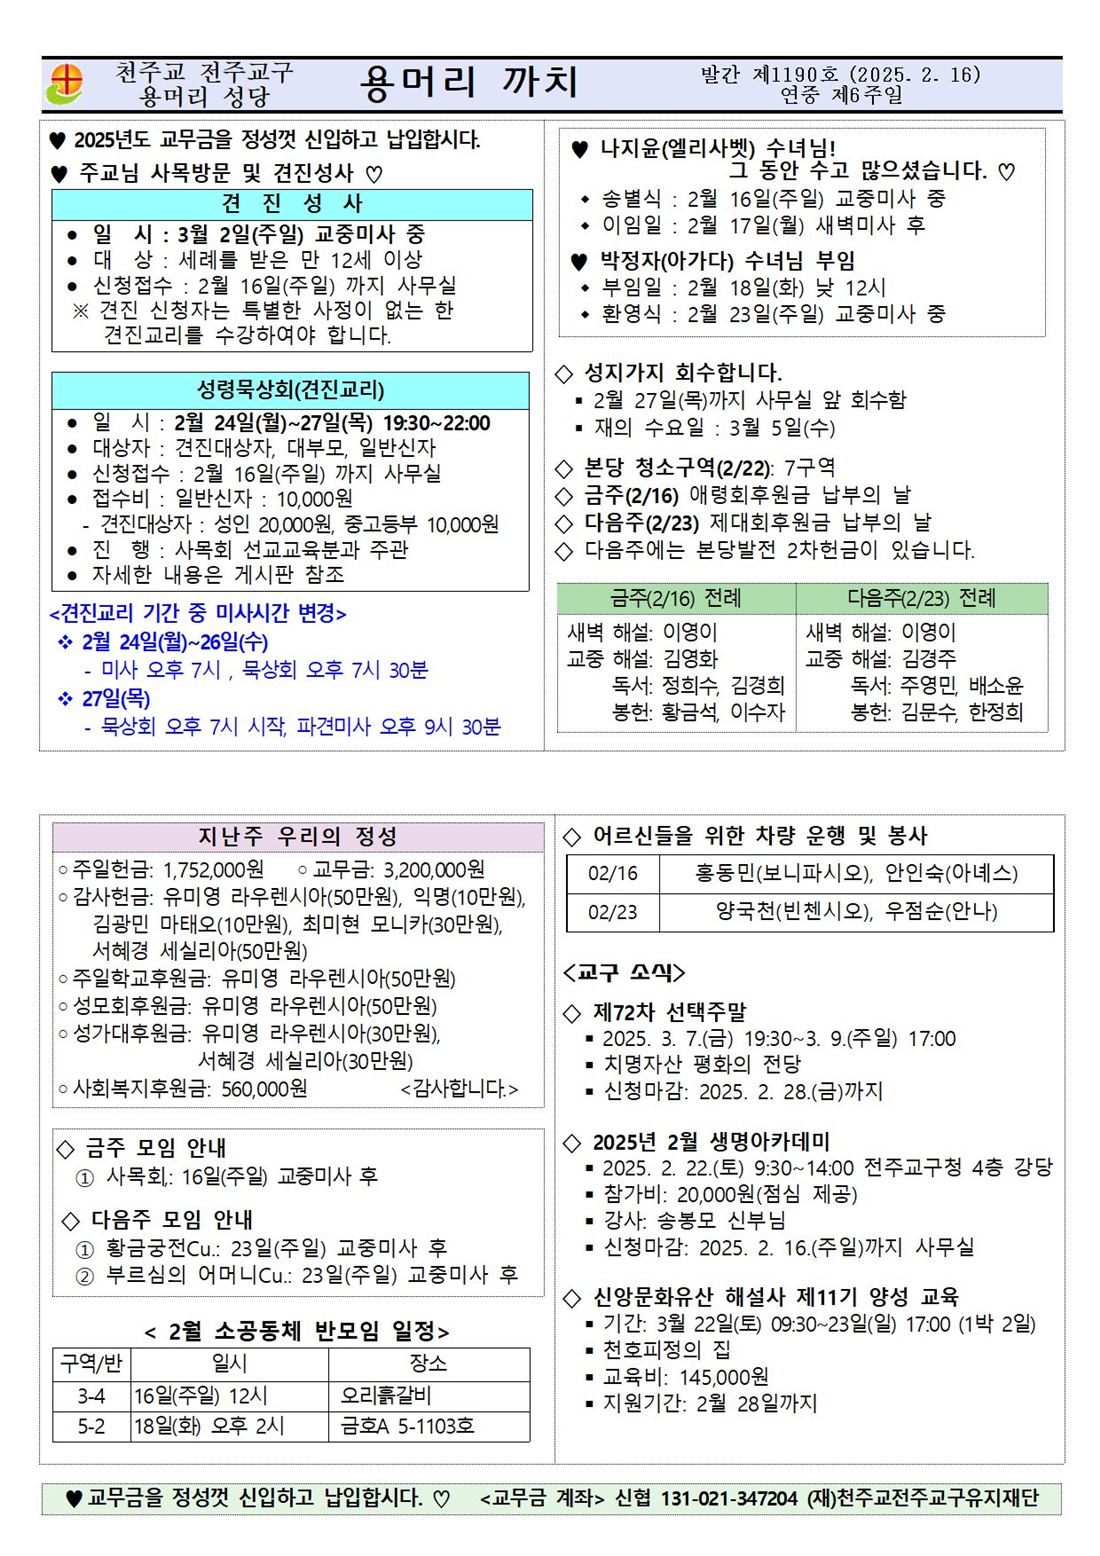 천주교 전주교구
용머리 성당
용머리 까치
발간 제1190호 (2025. 2. 16)
연중 제6주일
♥ 2025년도 교무금을 정성껏 신입하고 납입합시다.
♥ 주교님 사목방문 및 견진성사 ♡
견 진 성 사
● 일 시 : 3월 2일(주일) 교중미사 중
● 대 상 : 세례를 받은 만 12세 이상
● 신청접수 : 2월 16일(주일) 까지 사무실
※ 견진 신청자는 특별한 사정이 없는 한
견진교리를 수강하여야 합니다.
성령묵상회(견진교리)
● 일 시 : 2월 24일(월)~27일(목) 19:30~22:00
● 대상자 : 견진대상자, 대부모, 일반신자
● 신청접수 : 2월 16일(주일) 까지 사무실
● 접수비 : 일반신자 : 10,000원
- 견진대상자 : 성인 20,000원, 중고등부 10,000원
● 진 행 : 사목회 선교교육분과 주관
● 자세한 내용은 게시판 참조
<견진교리 기간 중 미사시간 변경>
❖ 2월 24일(월)~26일(수)
- 미사 오후 7시 , 묵상회 오후 7시 30분
❖ 27일(목)
- 묵상회 오후 7시 시작, 파견미사 오후 9시 30분
♥ 나지윤(엘리사벳) 수녀님!
그 동안 수고 많으셨습니다. ♡
◆ 송별식 : 2월 16일(주일) 교중미사 중
◆ 이임일 : 2월 17일(월) 새벽미사 후
♥ 박정자(아가다) 수녀님 부임
◆ 부임일 : 2월 18일(화) 낮 12시
◆ 환영식 : 2월 23일(주일) 교중미사 중
◇ 성지가지 회수합니다.
▪ 2월 27일(목)까지 사무실 앞 회수함
▪ 재의 수요일 : 3월 5일(수)
◇ 본당 청소구역(2/22): 7구역
◇ 금주(2/16) 애령회후원금 납부의 날
◇ 다음주(2/23) 제대회후원금 납부의 날
◇ 다음주에는 본당발전 2차헌금이 있습니다.
금주(2/16) 전례 다음주(2/23) 전례
새벽 해설: 이영이 새벽 해설: 이영이
교중 해설: 김영화 교중 해설: 김경주
독서: 정희수, 김경희 독서: 주영민, 배소윤
봉헌: 황금석, 이수자 봉헌: 김문수, 한정희
지난주 우리의 정성
○ 주일헌금: 1,752,000원 ○ 교무금: 3,200,000원
○ 감사헌금: 유미영 라우렌시아(50만원), 익명(10만원),
김광민 마태오(10만원), 최미현 모니카(30만원),
서혜경 세실리아(50만원)
○ 주일학교후원금: 유미영 라우렌시아(50만원)
○ 성모회후원금: 유미영 라우렌시아(50만원)
○ 성가대후원금: 유미영 라우렌시아(30만원),
서혜경 세실리아(30만원)
○ 사회복지후원금: 560,000원 <감사합니다.>
◇ 금주 모임 안내
① 사목회,: 16일(주일) 교중미사 후
◇ 다음주 모임 안내
① 황금궁전Cu.: 23일(주일) 교중미사 후
② 부르심의 어머니Cu.: 23일(주일) 교중미사 후
< 2월 소공동체 반모임 일정>
구역/반 일시 장소
3-4 16일(주일) 12시 오리흙갈비
5-2 18일(화) 오후 2시 금호A 5-1103호
◇ 어르신들을 위한 차량 운행 및 봉사
02/16 홍동민(보니파시오), 안인숙(아녜스)
02/23 양국천(빈첸시오), 우점순(안나)
<교구 소식>
◇ 제72차 선택주말
▪ 2025. 3. 7.(금) 19:30~3. 9.(주일) 17:00
▪ 치명자산 평화의 전당
▪ 신청마감: 2025. 2. 28.(금)까지
◇ 2025년 2월 생명아카데미
▪ 2025. 2. 22.(토) 9:30~14:00 전주교구청 4층 강당
▪ 참가비: 20,000원(점심 제공)
▪ 강사: 송봉모 신부님
▪ 신청마감: 2025. 2. 16.(주일)까지 사무실
◇ 신앙문화유산 해설사 제11기 양성 교육
▪ 기간: 3월 22일(토) 09:30~23일(일) 17:00 (1박 2일)
▪ 천호피정의 집
▪ 교육비: 145,000원
▪ 지원기간: 2월 28일까지
♥ 교무금을 정성껏 신입하고 납입합시다. ♡ <교무금 계좌> 신협 131-021-347204 (재)천주교전주교구유지재단